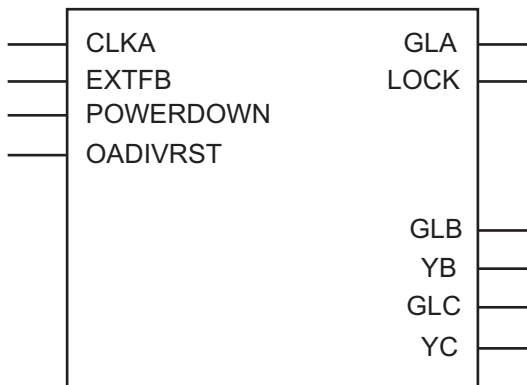 CLKA GLA
EXTFB LOCK
POWERDOWN
OADIVRST
GLB
YB
GLC
YC